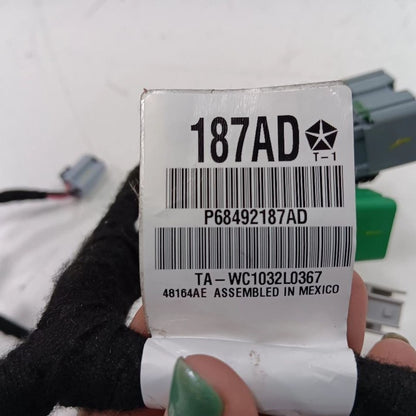 187AD
T-1
P68492187AD
TA-WC1032L0367
48164AE ASSEMBLED IN MEXICO